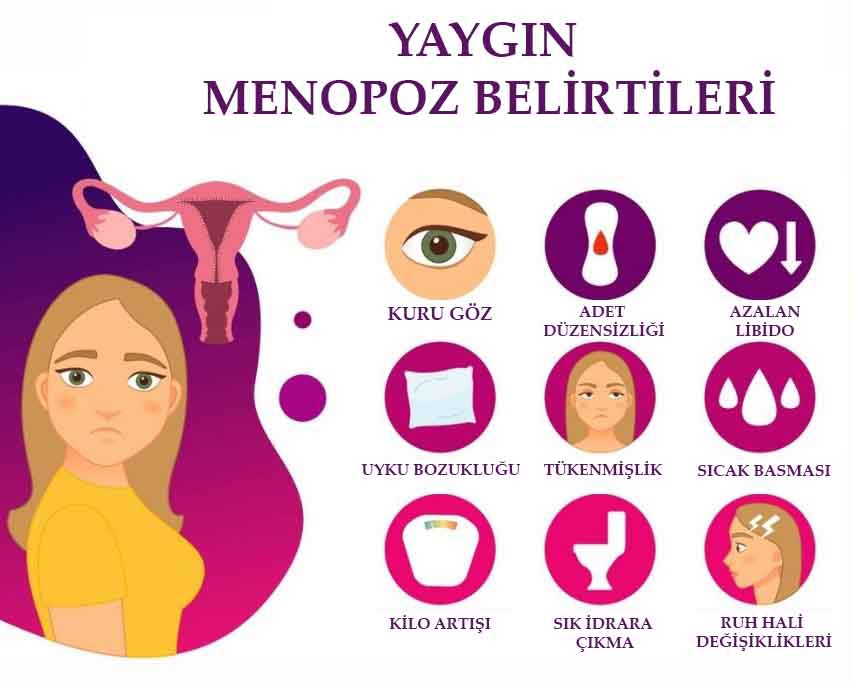 YAYGIN
MENOPOZ BELİRTİLERİ
KURU GÖZ
ADET
DÜZENSİZLİĞİ
AZALAN
LİBİDO
UYKU BOZUKLUĞU
TÜKENMİŞLİK
SICAK BASMASI
KİLO ARTIŞI
SIK İDRARA
ÇIKMA
RUH HALİ
DEĞİŞİKLİKLERİ